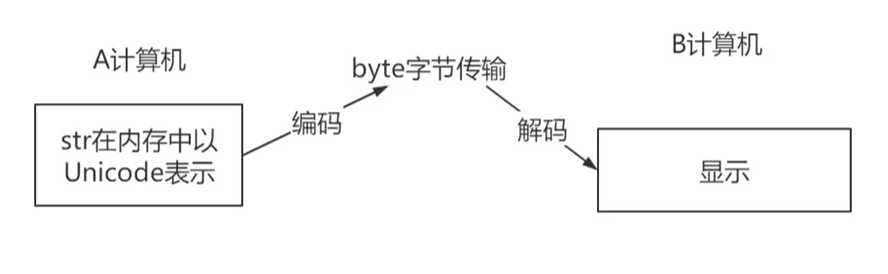 A计算机
byte字节传输
B计算机
编码
解码
str在内存中以
Unicode表示
显示